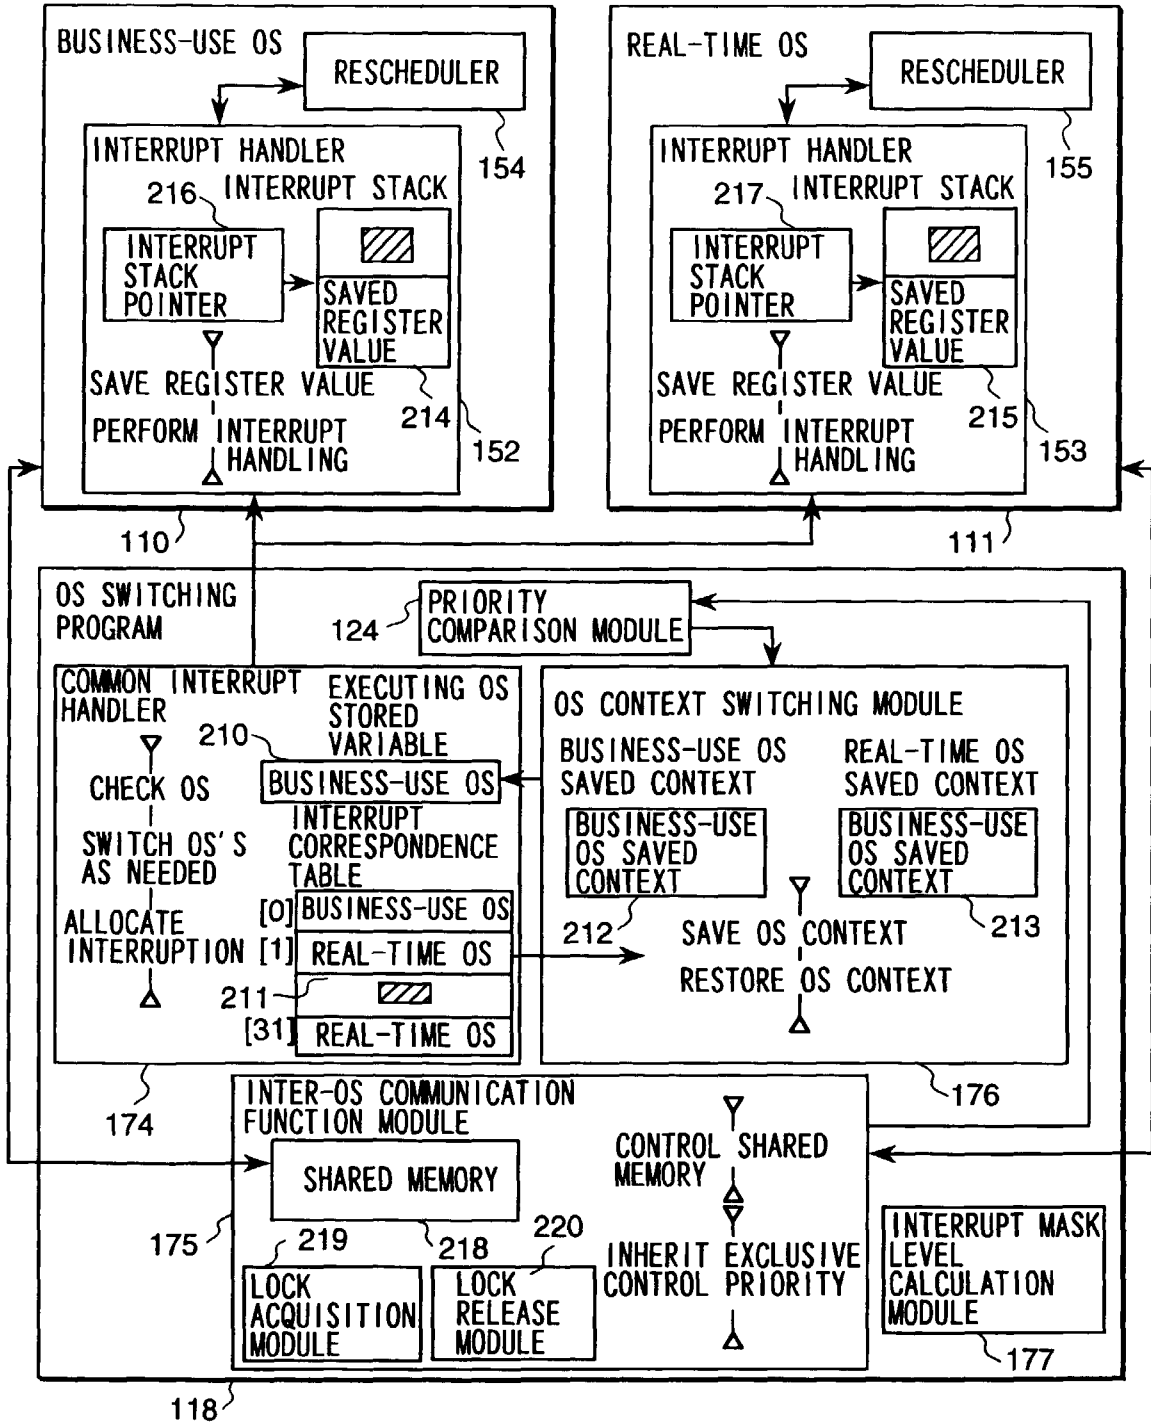 BUSINESS-USE OS
RESCHEDULER
154
INTERRUPT HANDLER
216
INTERRUPT STACK
INTERRUPT
STACK
POINTER
SAVED
REGISTER
VALUE
SAVE REGISTER VALUE
214
PERFORM INTERRUPT
HANDLING
152
110
REAL-TIME OS
RESCHEDULER
155
INTERRUPT HANDLER
217
INTERRUPT STACK
INTERRUPT
STACK
POINTER
SAVED
REGISTER
VALUE
SAVE REGISTER VALUE
215
PERFORM INTERRUPT
HANDLING
153
111
OS SWITCHING
PROGRAM
124
PRIORITY
COMPARISON MODULE
COMMON INTERRUPT
HANDLER
EXECUTING OS
STORED
VARIABLE
210
BUSINESS-USE OS
CHECK OS
INTERRUPT
CORRESPONDENCE
TABLE
SWITCH OS'S
AS NEEDED
[0] BUSINESS-USE OS
ALLOCATE
INTERRUPTION
[1] REAL-TIME OS
211
[31] REAL-TIME OS
174
OS CONTEXT SWITCHING MODULE
BUSINESS-USE OS
SAVED CONTEXT
REAL-TIME OS
SAVED CONTEXT
BUSINESS-USE
OS SAVED
CONTEXT
BUSINESS-USE
OS SAVED
CONTEXT
212
213
SAVE OS CONTEXT
RESTORE OS CONTEXT
176
INTER-OS COMMUNICATION
FUNCTION MODULE
SHARED MEMORY
CONTROL SHARED
MEMORY
175
219
218
220
LOCK
ACQUISITION
MODULE
LOCK
RELEASE
MODULE
INHERIT EXCLUSIVE
CONTROL PRIORITY
INTERRUPT MASK
LEVEL
CALCULATION
MODULE
177
118